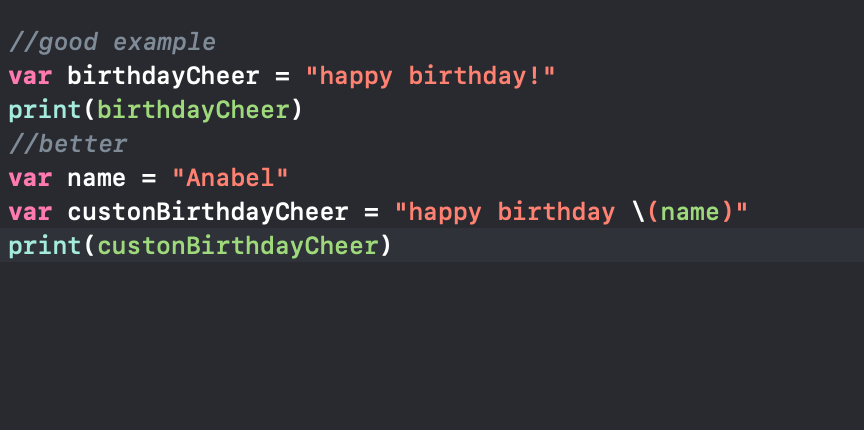 //good example
var birthdayCheer = "happy birthday!"
print(birthdayCheer)
//better
var name = "Anabel"
var custonBirthdayCheer = "happy birthday \(name)"
print(custonBirthdayCheer)